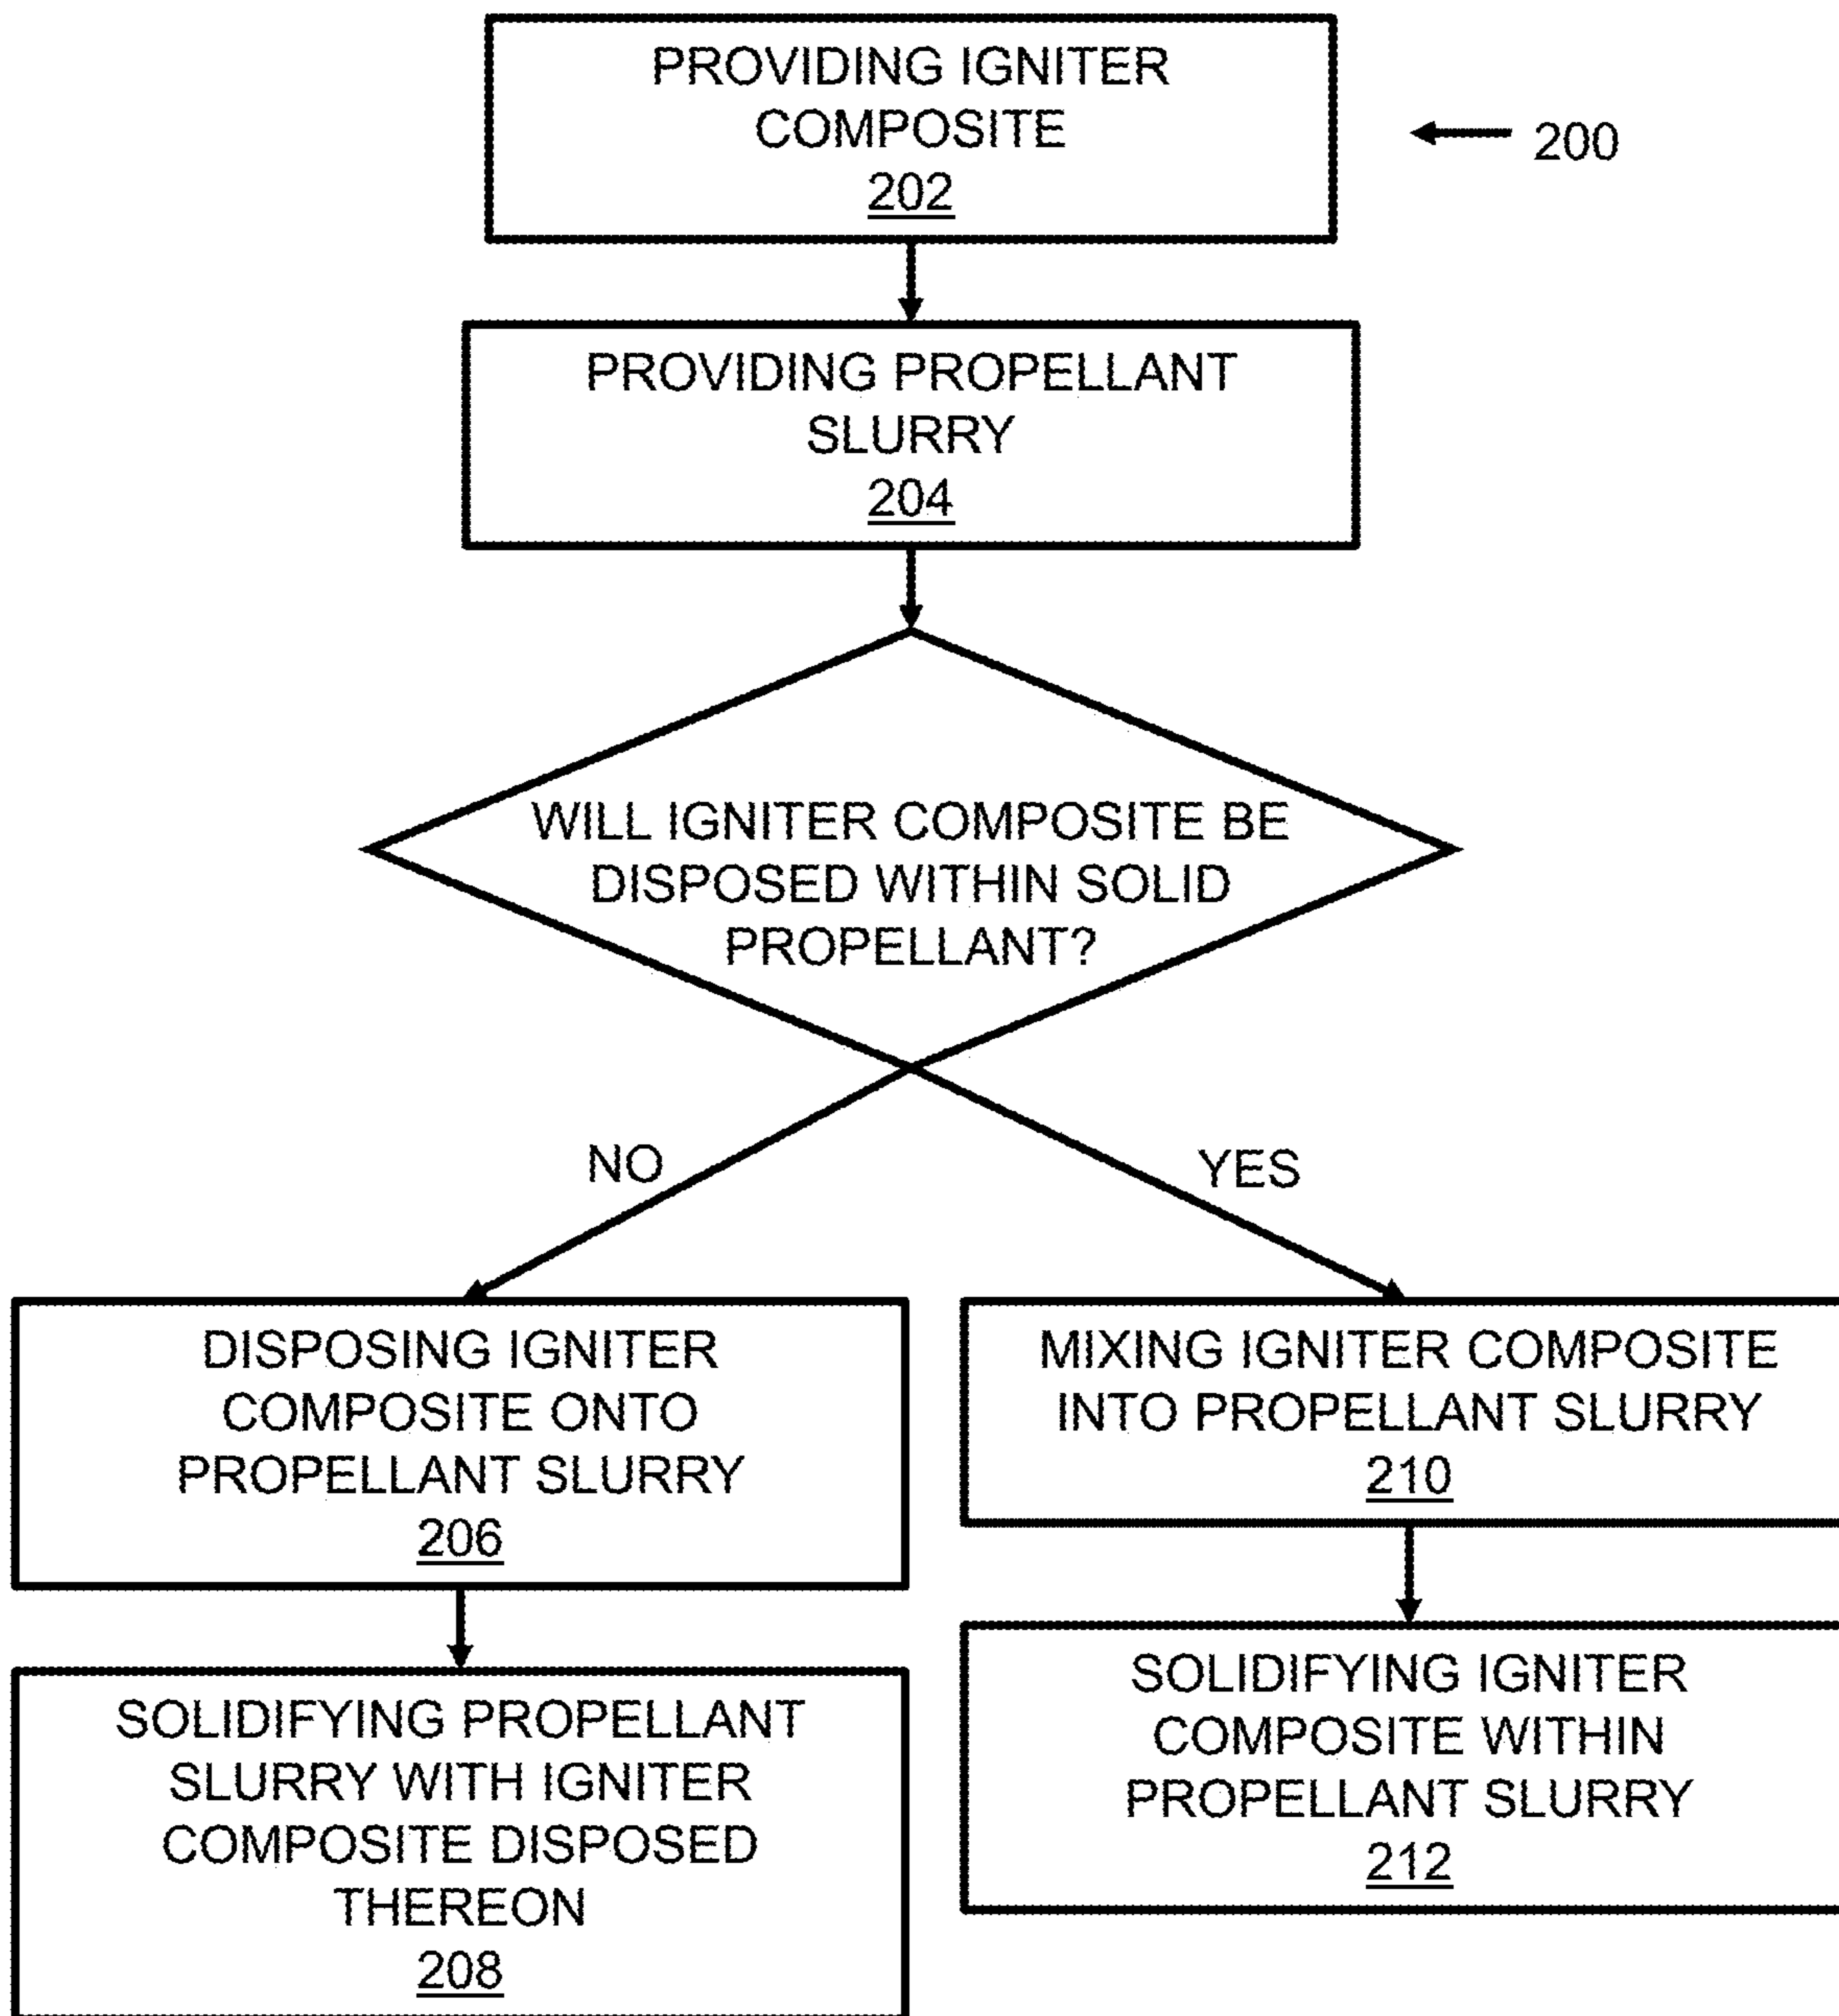 PROVIDING IGNITER
COMPOSITE
202
200
PROVIDING PROPELLANT
SLURRY
204
WILL IGNITER COMPOSITE BE
DISPOSED WITHIN SOLID
PROPELLANT?
NO
YES
DISPOSING IGNITER
COMPOSITE ONTO
PROPELLANT SLURRY
206
MIXING IGNITER COMPOSITE
INTO PROPELLANT SLURRY
210
SOLIDIFYING PROPELLANT
SLURRY WITH IGNITER
COMPOSITE DISPOSED
THEREON
208
SOLIDIFYING IGNITER
COMPOSITE WITHIN
PROPELLANT SLURRY
212